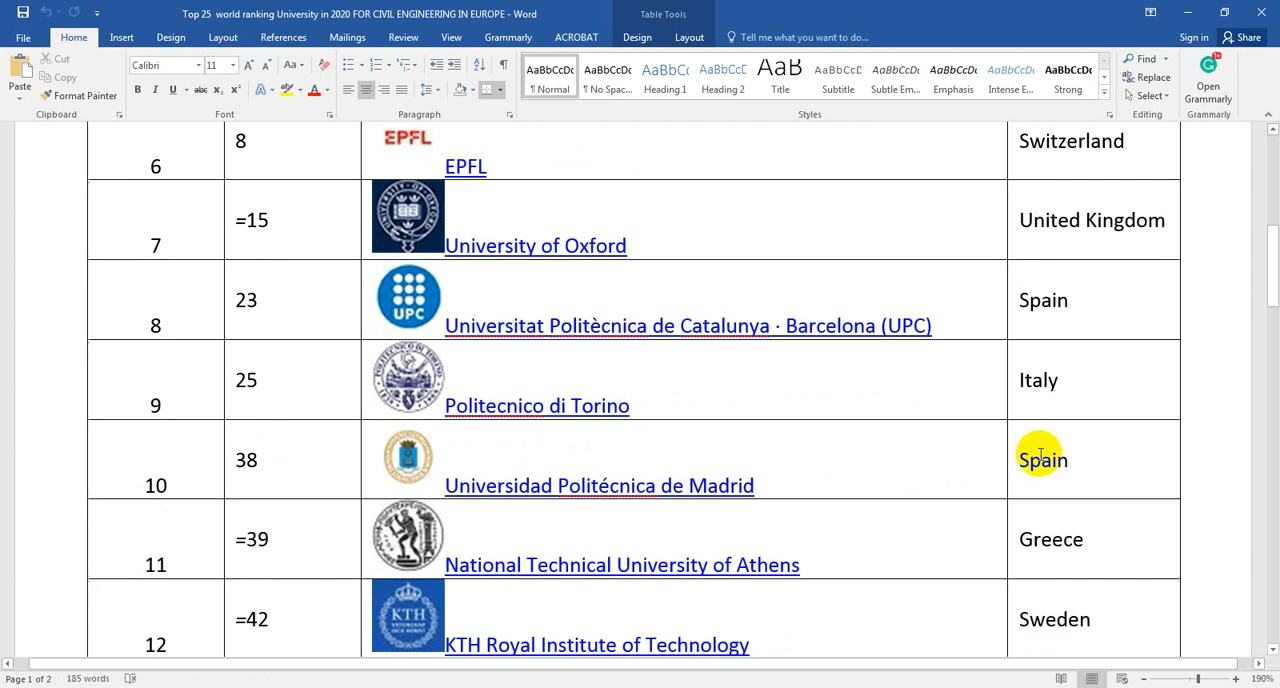 Top 25 world ranking University in 2020 FOR CIVIL ENGINEERING IN EUROPE - Word
Table Tools
File Home Insert Design Layout References Mailings Review View Grammarly ACROBAT Design Layout Tell me what you want to do... Sign in Share
Paste
Cut
Copy
Format Painter
Clipboard
Calibri 11
Font
Paragraph
AaBbCcDc AaBbCcDc AaBbCc AaBbCcD AaB AaBbCcD AaBbCcDc AaBbCcDc AaBbCcDc AaBbCcDc
¶ Normal ¶ No Spac... Heading 1 Heading 2 Title Subtitle Subtle Em... Emphasis Intense E... Strong
Styles
Find
Replace
Select
Editing
Open
Grammarly
Grammarly
6 8 EPFL EPFL Switzerland
7 =15 University of Oxford United Kingdom
8 23 UPC Universitat Politècnica de Catalunya · Barcelona (UPC) Spain
9 25 Politecnico di Torino Italy
10 38 Universidad Politécnica de Madrid Spain
11 =39 National Technical University of Athens Greece
12 =42 KTH KTH Royal Institute of Technology Sweden
Page 1 of 2 185 words 190%